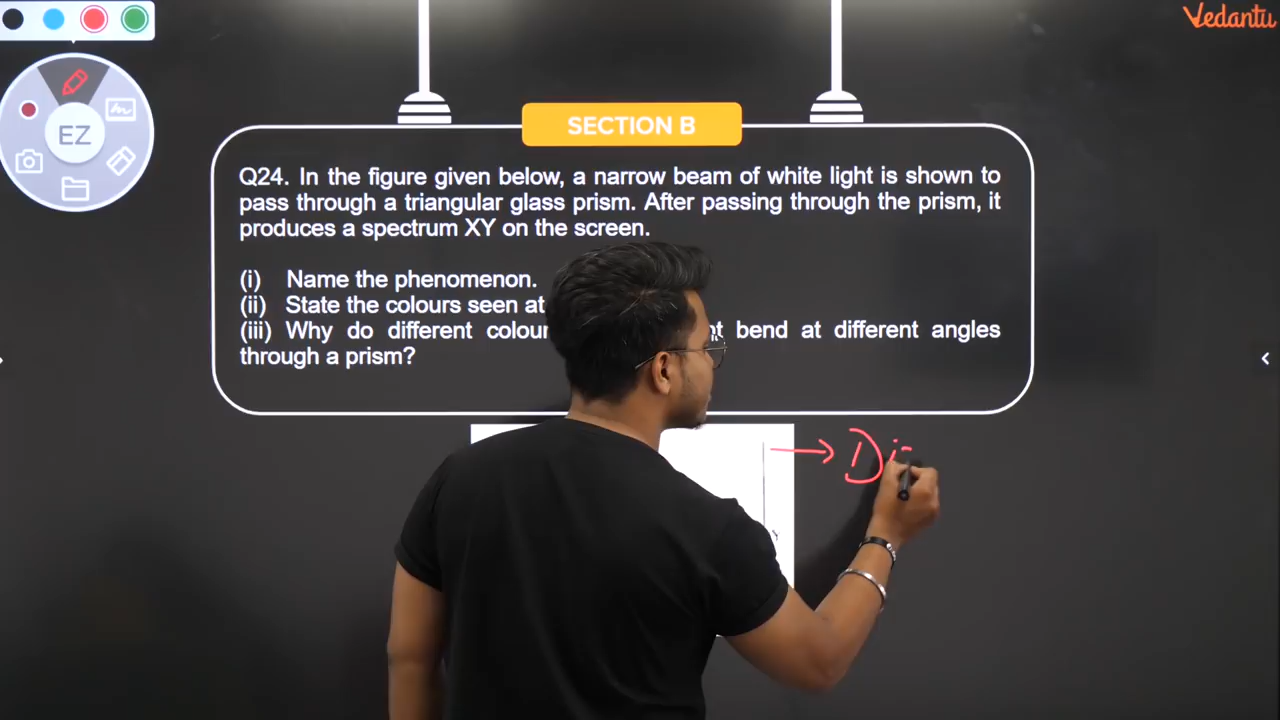 Vedantu
EZ
SECTION B
Q24. In the figure given below, a narrow beam of white light is shown to
pass through a triangular glass prism. After passing through the prism, it
produces a spectrum XY on the screen.
(i) Name the phenomenon.
(ii) State the colours seen at
(iii) Why do different bend at different angles
through a prism?